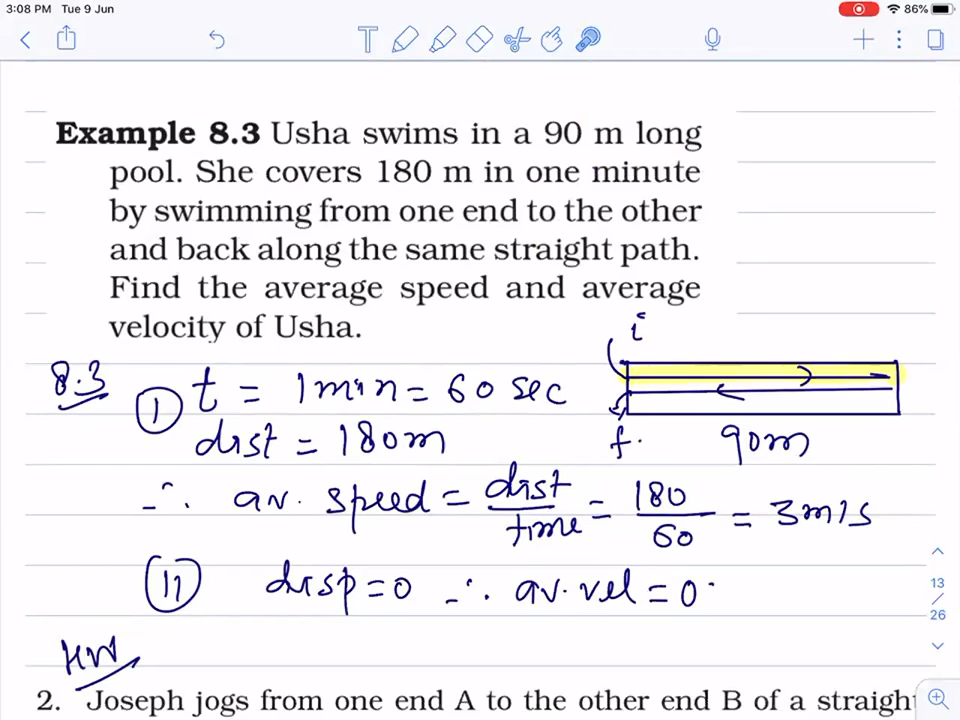 3:08 PM Tue 9 Jun 86%
T
Example 8.3 Usha swims in a 90 m long
pool. She covers 180 m in one minute
by swimming from one end to the other
and back along the same straight path.
Find the average speed and average
velocity of Usha.
i
8.3 (I) t = 1 min = 60 sec
f. 90m
dist = 180m
∴ av. speed = dist/time = 180/60 = 3m/s
(II) disp = 0 ∴ av. vel = 0.
13
/
26
HW
2. Joseph jogs from one end A to the other end B of a straight